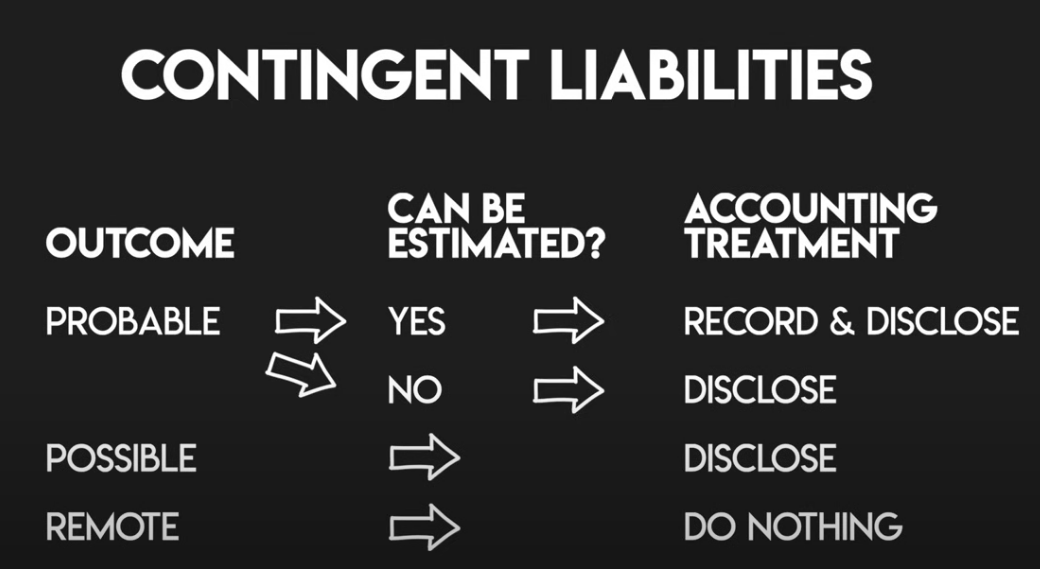 CONTINGENT LIABILITIES
OUTCOME
CAN BE
ESTIMATED?
ACCOUNTING
TREATMENT
PROBABLE YES RECORD & DISCLOSE
NO DISCLOSE
POSSIBLE DISCLOSE
REMOTE DO NOTHING